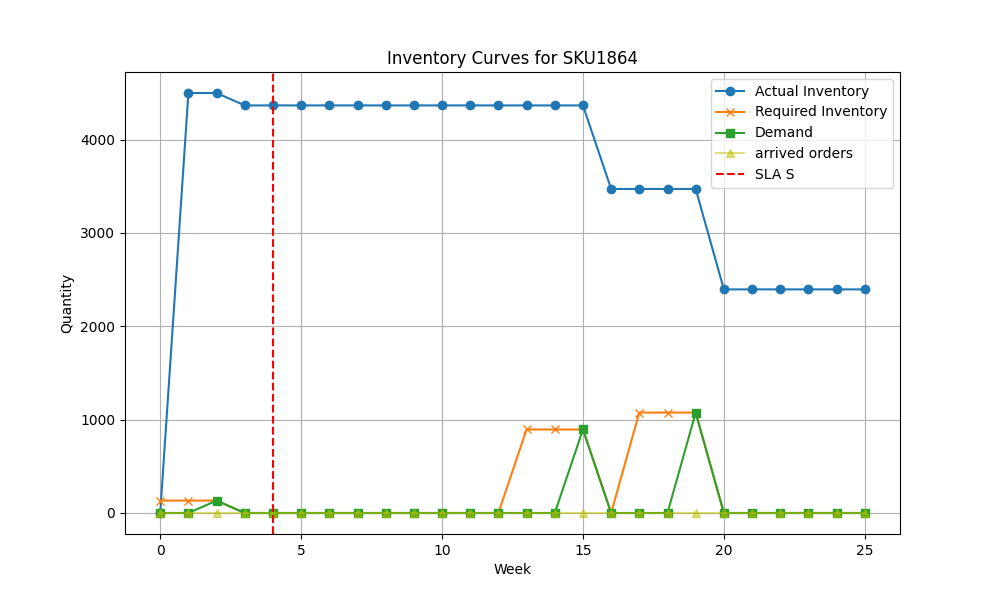 Inventory Curves for SKU1864
Actual Inventory
Required Inventory
Demand
arrived orders
SLA S
Quantity
4000
3000
2000
1000
0
0 5 10 15 20 25
Week